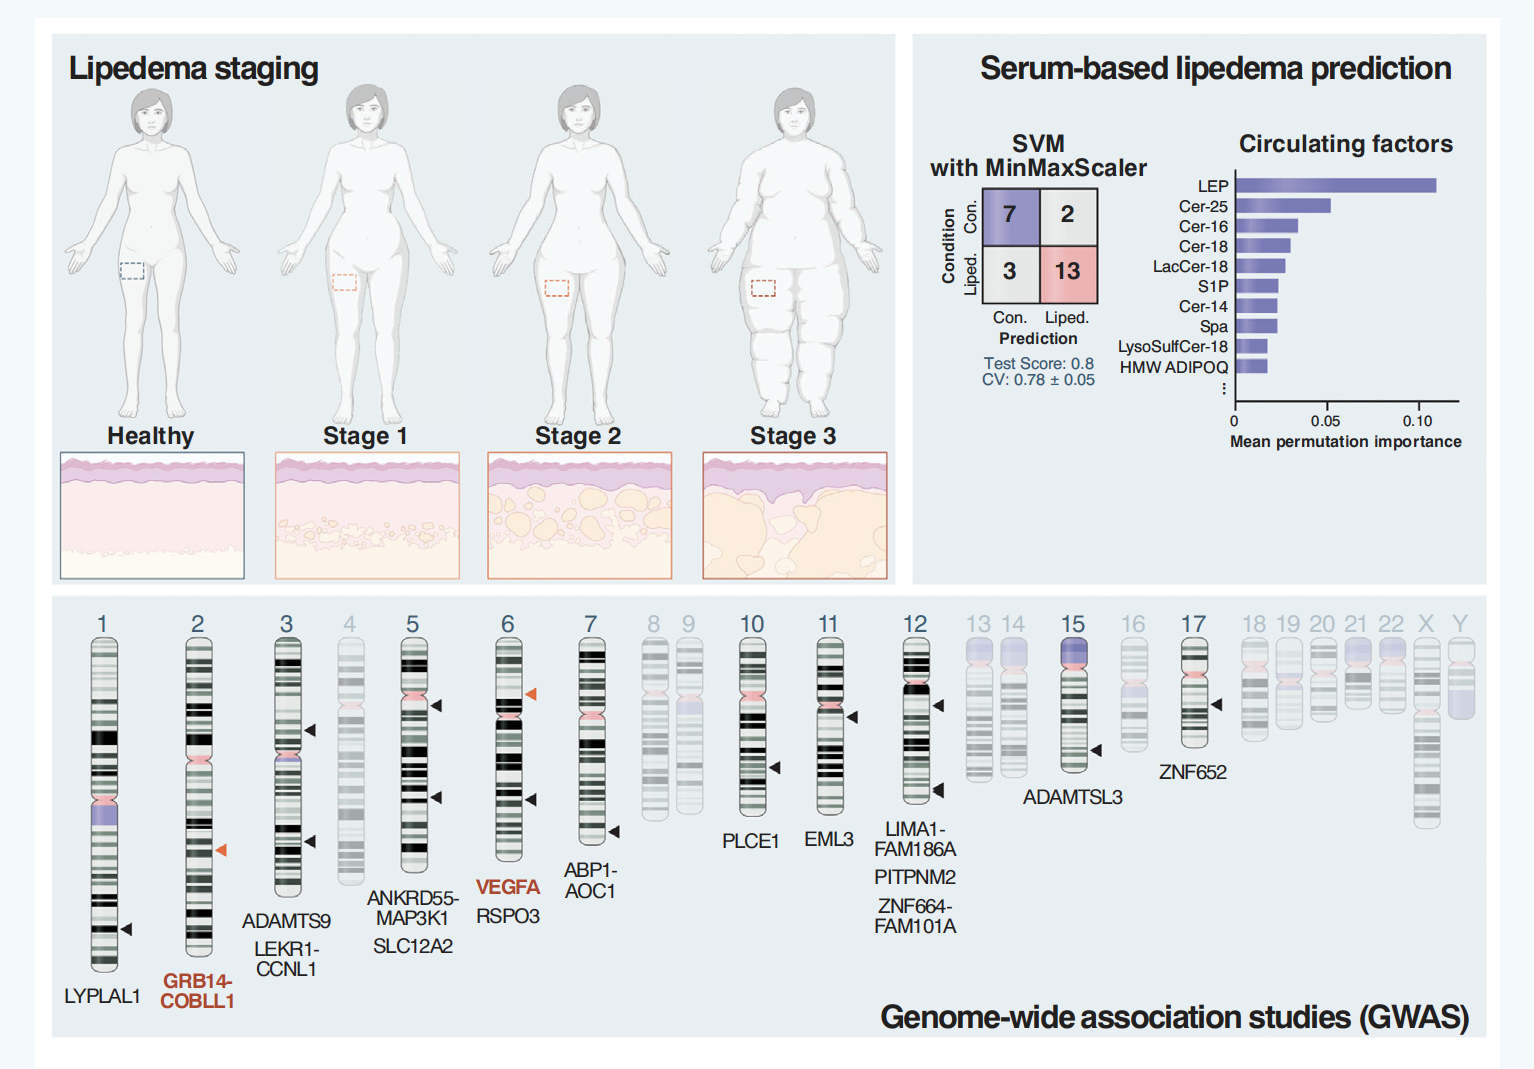 Lipedema staging
Healthy
Stage 1
Stage 2
Stage 3
Serum-based lipedema prediction
SVM
with MinMaxScaler
Condition
Con.
Liped.
7
2
3
13
Con.
Liped.
Prediction
Test Score: 0.8
CV: 0.78 ± 0.05
Circulating factors
LEP
Cer-25
Cer-16
Cer-18
LacCer-18
S1P
Cer-14
Spa
LysoSulfCer-18
HMW ADIPOQ
...
0
0.05
0.10
Mean permutation importance
1
2
3
4
5
6
7
8
9
10
11
12
13
14
15
16
17
18
19
20
21
22
X
Y
LYPLAL1
GRB14-
COBLL1
ADAMTS9
LEKR1-
CCNL1
ANKRD55-
MAP3K1
SLC12A2
VEGFA
RSPO3
ABP1-
AOC1
PLCE1
EML3
LIMA1-
FAM186A
PITPNM2
ZNF664-
FAM101A
ADAMTSL3
ZNF652
Genome-wide association studies (GWAS)